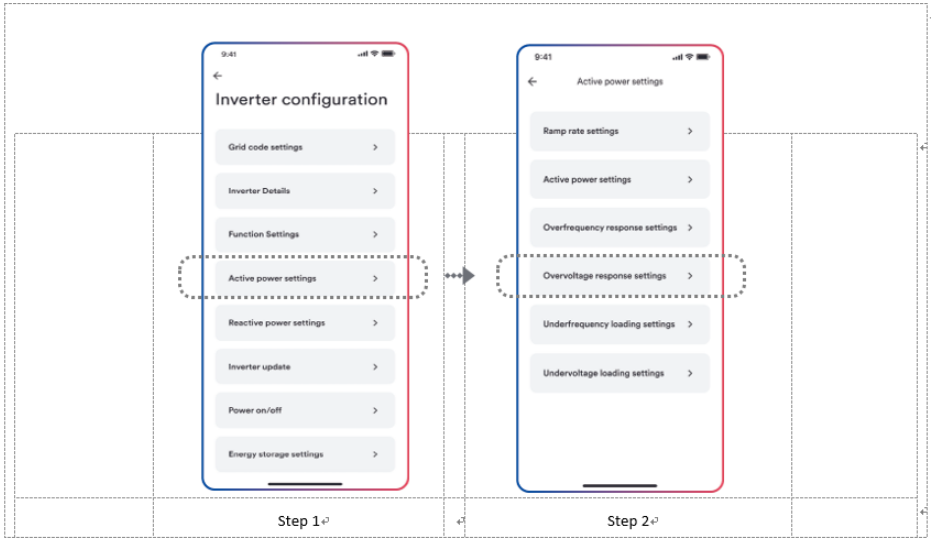 9:41
Inverter configuration
Grid code settings
Inverter Details
Function Settings
Active power settings
Reactive power settings
Inverter update
Power on/off
Energy storage settings
Step 1
9:41
Active power settings
Ramp rate settings
Active power settings
Overfrequency response settings
Overvoltage response settings
Underfrequency loading settings
Undervoltage loading settings
Step 2